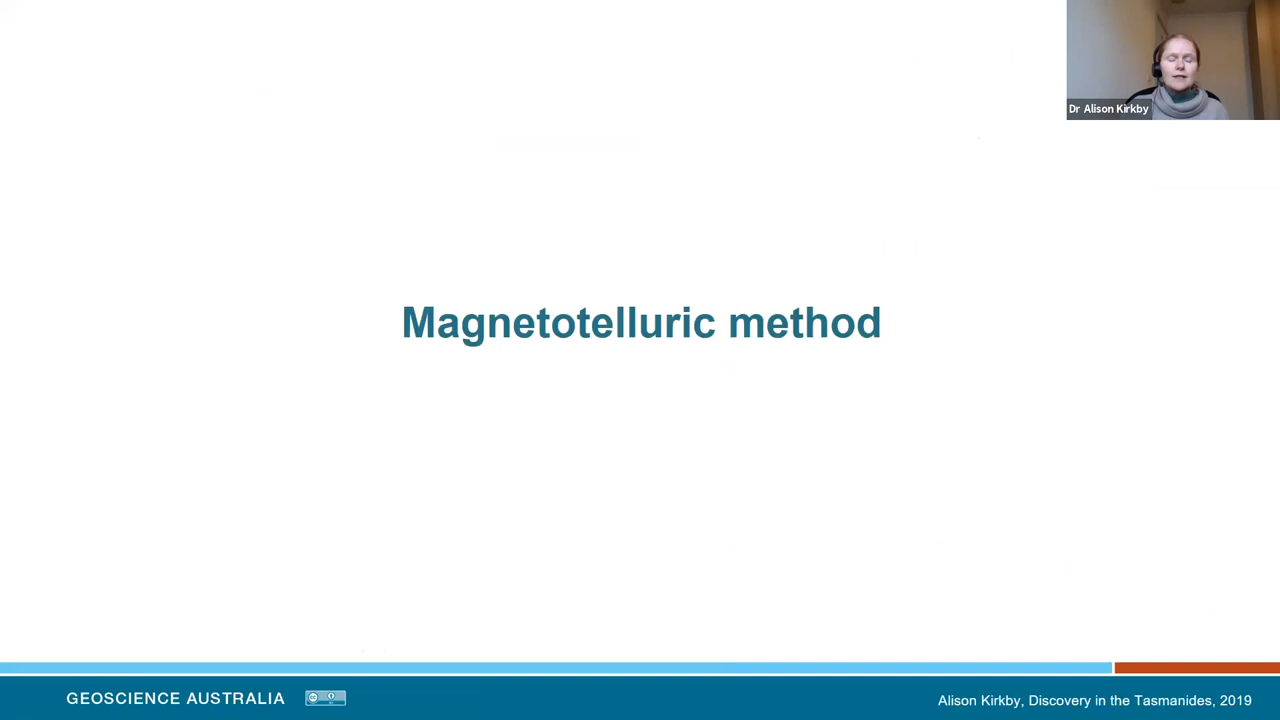 Dr Alison Kirkby
Magnetotelluric method
GEOSCIENCE AUSTRALIA
Alison Kirkby, Discovery in the Tasmanides, 2019